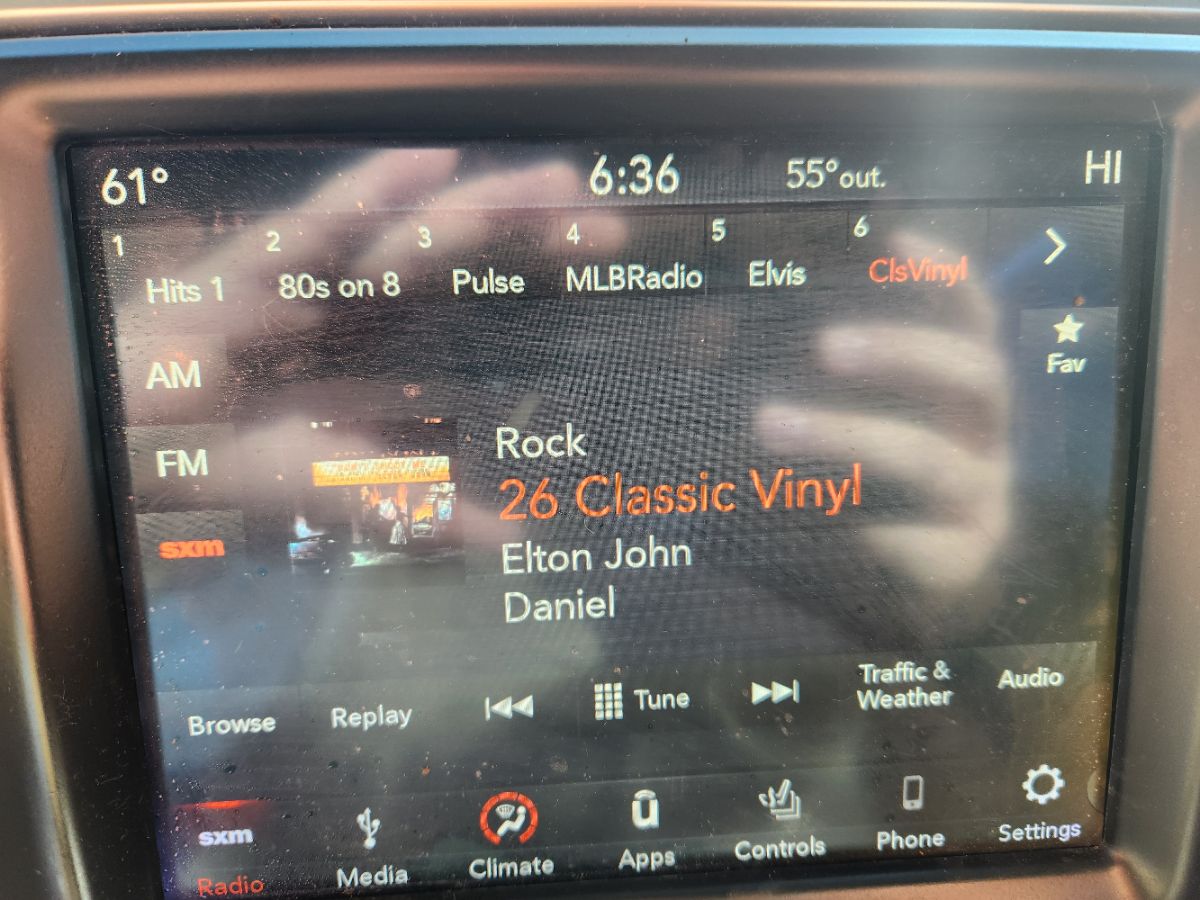 61° 6:36 55° out. HI
1 2 3 4 5 6
Hits 1 80s on 8 Pulse MLBRadio Elvis ClsVinyl
Fav
AM
FM
sxm
Rock
26 Classic Vinyl
Elton John
Daniel
Browse Replay Tune Traffic & Weather Audio
sxm
Radio Media Climate Apps Controls Phone Settings